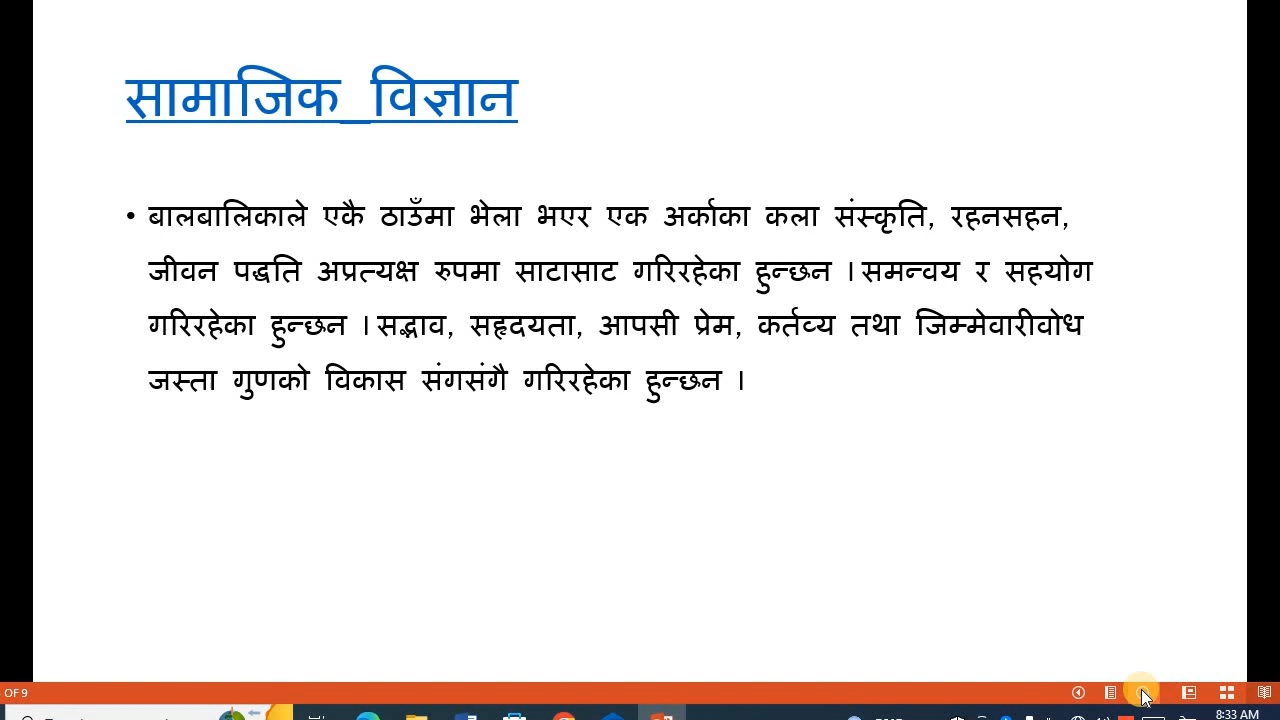 सामाजिक विज्ञान
• बालबालिकाले एकै ठाउँमा भेला भएर एक अर्काका कला संस्कृति, रहनसहन,
जीवन पद्धति अप्रत्यक्ष रुपमा साटासाट गरिरहेका हुन्छन । समन्वय र सहयोग
गरिरहेका हुन्छन । सद्भाव, सहृदयता, आपसी प्रेम, कर्तव्य तथा जिम्मेवारीवोध
जस्ता गुणको विकास संगसंगै गरिरहेका हुन्छन ।
OF 9
8:33 AM